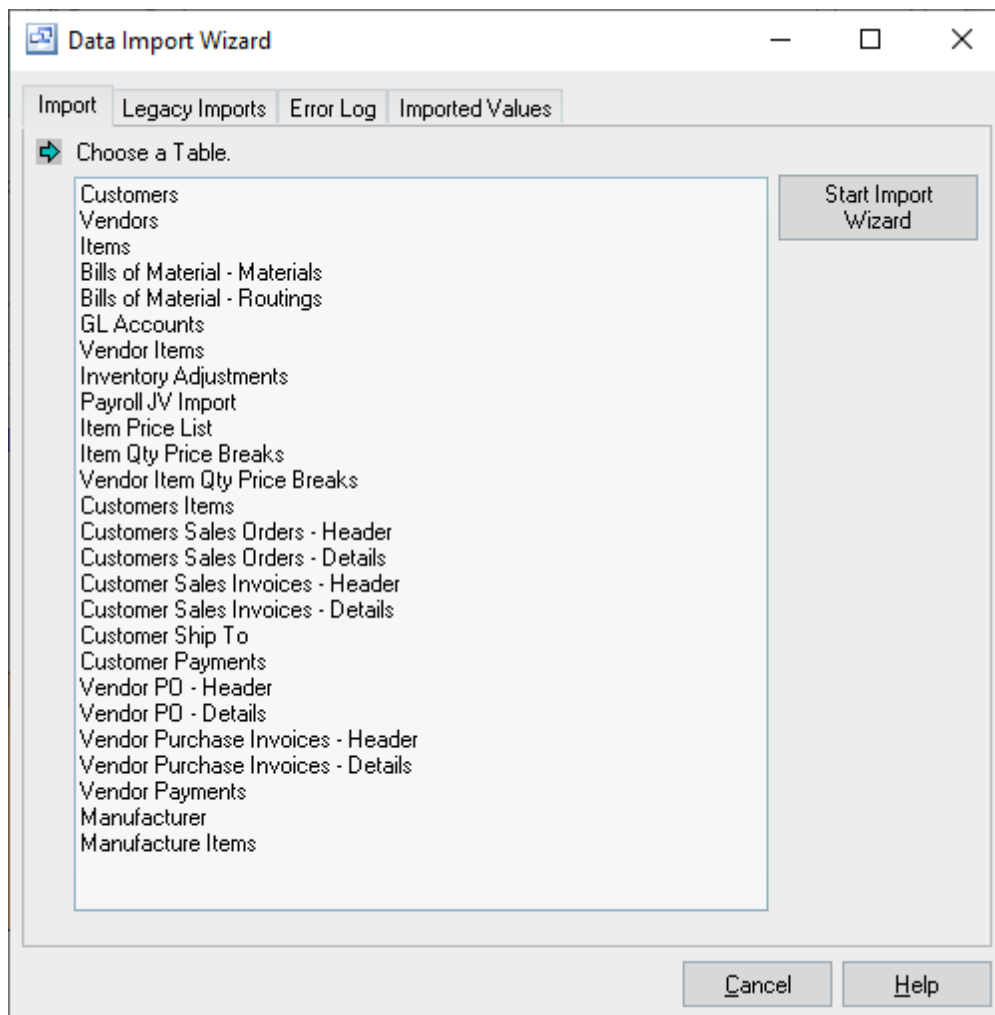 Data Import Wizard
Import
Legacy Imports
Error Log
Imported Values
Choose a Table.
Start Import
Wizard
Customers
Vendors
Items
Bills of Material - Materials
Bills of Material - Routings
GL Accounts
Vendor Items
Inventory Adjustments
Payroll JV Import
Item Price List
Item Qty Price Breaks
Vendor Item Qty Price Breaks
Customers Items
Customers Sales Orders - Header
Customers Sales Orders - Details
Customer Sales Invoices - Header
Customer Sales Invoices - Details
Customer Ship To
Customer Payments
Vendor PO - Header
Vendor PO - Details
Vendor Purchase Invoices - Header
Vendor Purchase Invoices - Details
Vendor Payments
Manufacturer
Manufacture Items
Cancel
Help